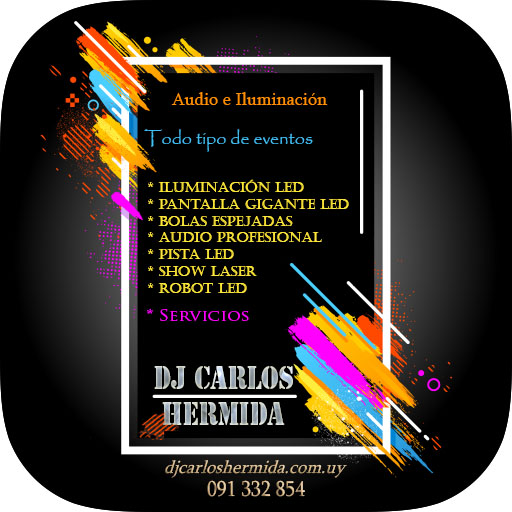 Audio e Iluminación
Todo tipo de eventos
* Iluminación LED
* Pantalla Gigante LED
* Bolas Espejadas
* Audio Profesional
* Pista LED
* Show Laser
* Robot LED
* Servicios
DJ CARLOS
HERMIDA
djcarloshermida.com.uy
091 332 854